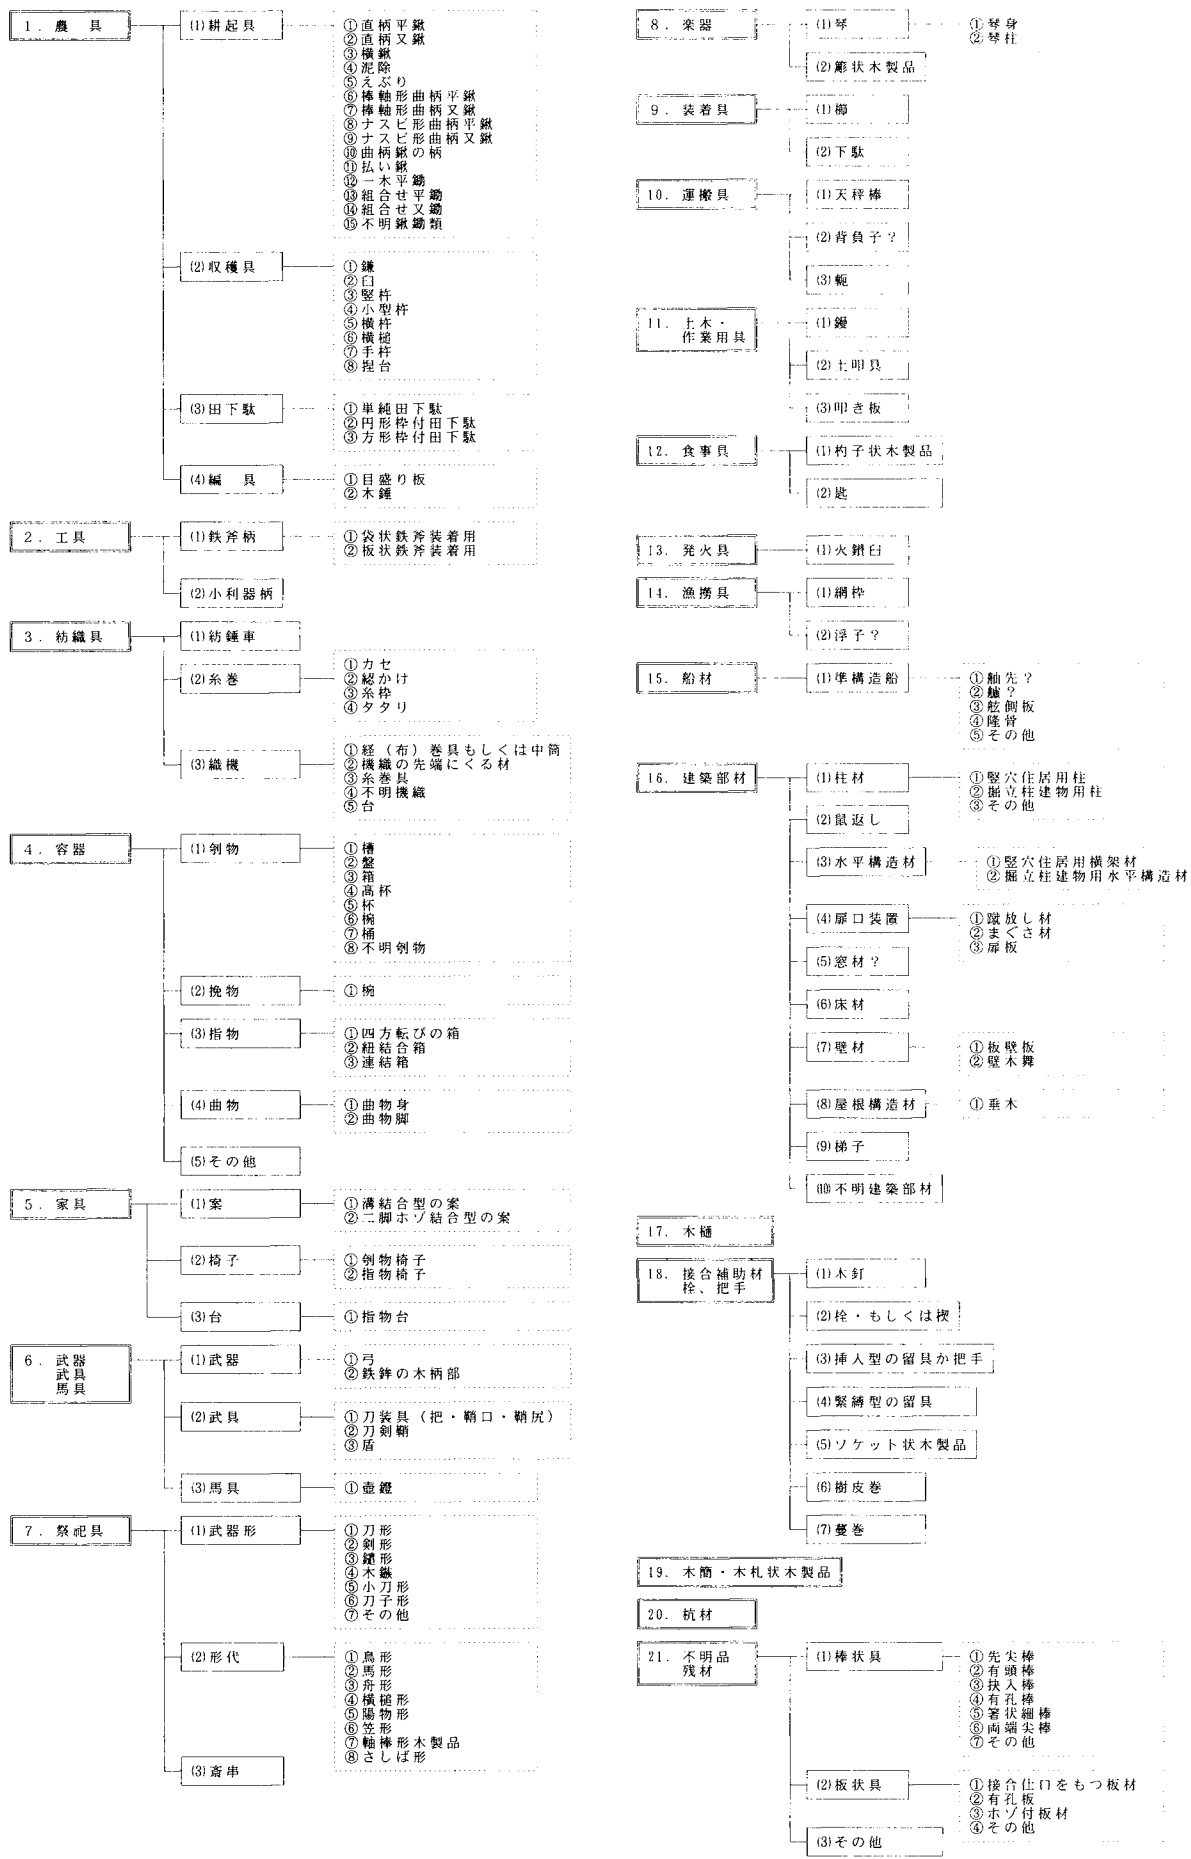 1. 農 具
(1)耕起具
①直柄平鍬
②直柄又鍬
③横鍬
④泥除
⑤えぶり
⑥棒軸形曲柄平鍬
⑦棒軸形曲柄又鍬
⑧ナスビ形曲柄平鍬
⑨ナスビ形曲柄又鍬
⑩曲柄鍬の柄
⑪払い鍬
⑫一木平鋤
⑬組合せ平鋤
⑭組合せ又鋤
⑮不明鍬鋤類
(2)収穫具
①鎌
②臼
③竪杵
④小型杵
⑤横杵
⑥横槌
⑦手杵
⑧捏台
(3)田下駄
①単純田下駄
②円形枠付田下駄
③方形枠付田下駄
(4)編 具
①目盛り板
②木錘
2. 工具
(1)鉄斧柄
①袋状鉄斧装着用
②板状鉄斧装着用
(2)小利器柄
3. 紡織具
(1)紡錘車
(2)糸巻
①カセ
②綛かけ
③糸枠
④タタリ
(3)織機
①経（布）巻具もしくは中筒
②機織の先端にくる材
③糸巻具
④不明機織
⑤台
4. 容器
(1)刳物
①槽
②盤
③箱
④高杯
⑤杯
⑥椀
⑦桶
⑧不明刳物
(2)挽物
①椀
(3)指物
①四方転びの箱
②紐結合箱
③連結箱
(4)曲物
①曲物身
②曲物脚
(5)その他
5. 家具
(1)案
①溝結合型の案
②二脚ホゾ結合型の案
(2)椅子
①刳物椅子
②指物椅子
(3)台
①指物台
6. 武器
武具
馬具
(1)武器
①弓
②鉄鉾の木柄部
(2)武具
①刀装具（把・鞘口・鞘尻）
②刀剣鞘
③盾
(3)馬具
①壺鐙
7. 祭祀具
(1)武器形
①刀形
②剣形
③鑓形
④木鏃
⑤小刀形
⑥刀子形
⑦その他
(2)形代
①鳥形
②馬形
③舟形
④横槌形
⑤陽物形
⑥笠形
⑦軸棒形木製品
⑧さしば形
(3)斎串
8. 楽器
(1)琴
①琴身
②琴柱
(2)簓状木製品
9. 装着具
(1)櫛
(2)下駄
10. 運搬具
(1)天秤棒
(2)背負子？
(3)軛
11. 土木・
作業用具
(1)鏝
(2)土叩具
(3)叩き板
12. 食事具
(1)杓子状木製品
(2)匙
13. 発火具
(1)火鑽臼
14. 漁撈具
(1)網枠
(2)浮子？
15. 船材
(1)準構造船
①舳先？
②艫？
③舷側板
④隆骨
⑤その他
16. 建築部材
(1)柱材
①竪穴住居用柱
②掘立柱建物用柱
③その他
(2)鼠返し
(3)水平構造材
①竪穴住居用横架材
②掘立柱建物用水平構造材
(4)扉口装置
①蹴放し材
②まぐさ材
③扉板
(5)窓材？
(6)床材
(7)壁材
①板壁板
②壁木舞
(8)屋根構造材
①垂木
(9)梯子
(10)不明建築部材
17. 木樋
18. 接合補助材
栓、把手
(1)木釘
(2)栓・もしくは楔
(3)挿入型の留具か把手
(4)緊縛型の留具
(5)ソケット状木製品
(6)樹皮巻
(7)蔓巻
19. 木簡・木札状木製品
20. 杭材
21. 不明品
残材
(1)棒状具
①先尖棒
②有頭棒
③抉入棒
④有孔棒
⑤箸状細棒
⑥両端尖棒
⑦その他
(2)板状具
①接合仕口をもつ板材
②有孔板
③ホゾ付板材
④その他
(3)その他